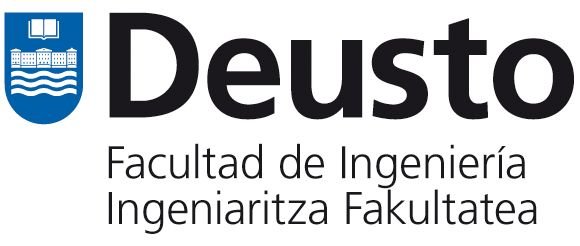 Deusto
Facultad de Ingeniería
Ingeniaritza Fakultatea